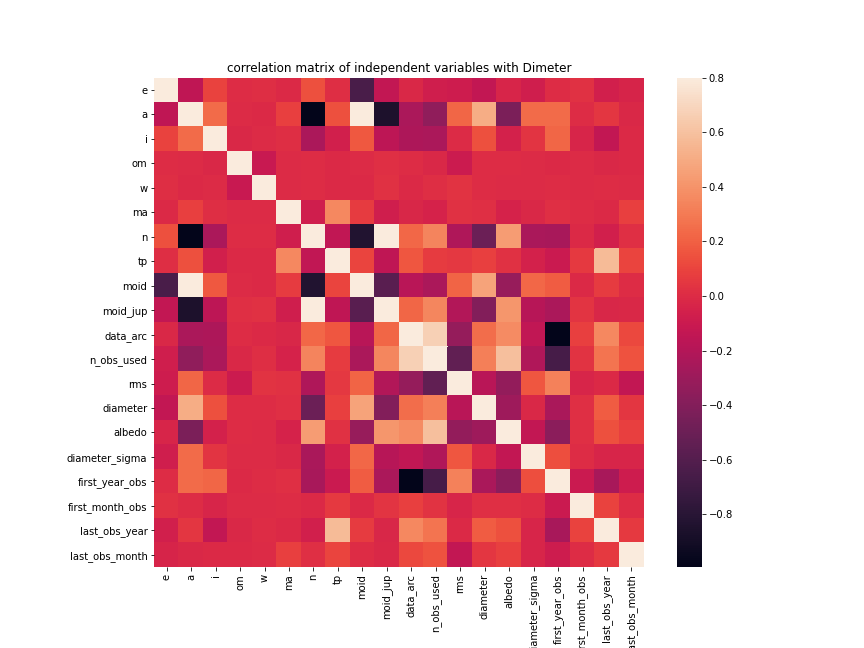 correlation matrix of independent variables with Dimeter
e
a
i
om
w
ma
n
tp
moid
moid_jup
data_arc
n_obs_used
rms
diameter
albedo
diameter_sigma
first_year_obs
first_month_obs
last_obs_year
last_obs_month
e
a
i
om
w
ma
n
tp
moid
moid_jup
data_arc
n_obs_used
rms
diameter
albedo
iameter_sigma
first_year_obs
rst_month_obs
last_obs_year
ast_obs_month
0.8
0.6
0.4
0.2
0.0
−0.2
−0.4
−0.6
−0.8